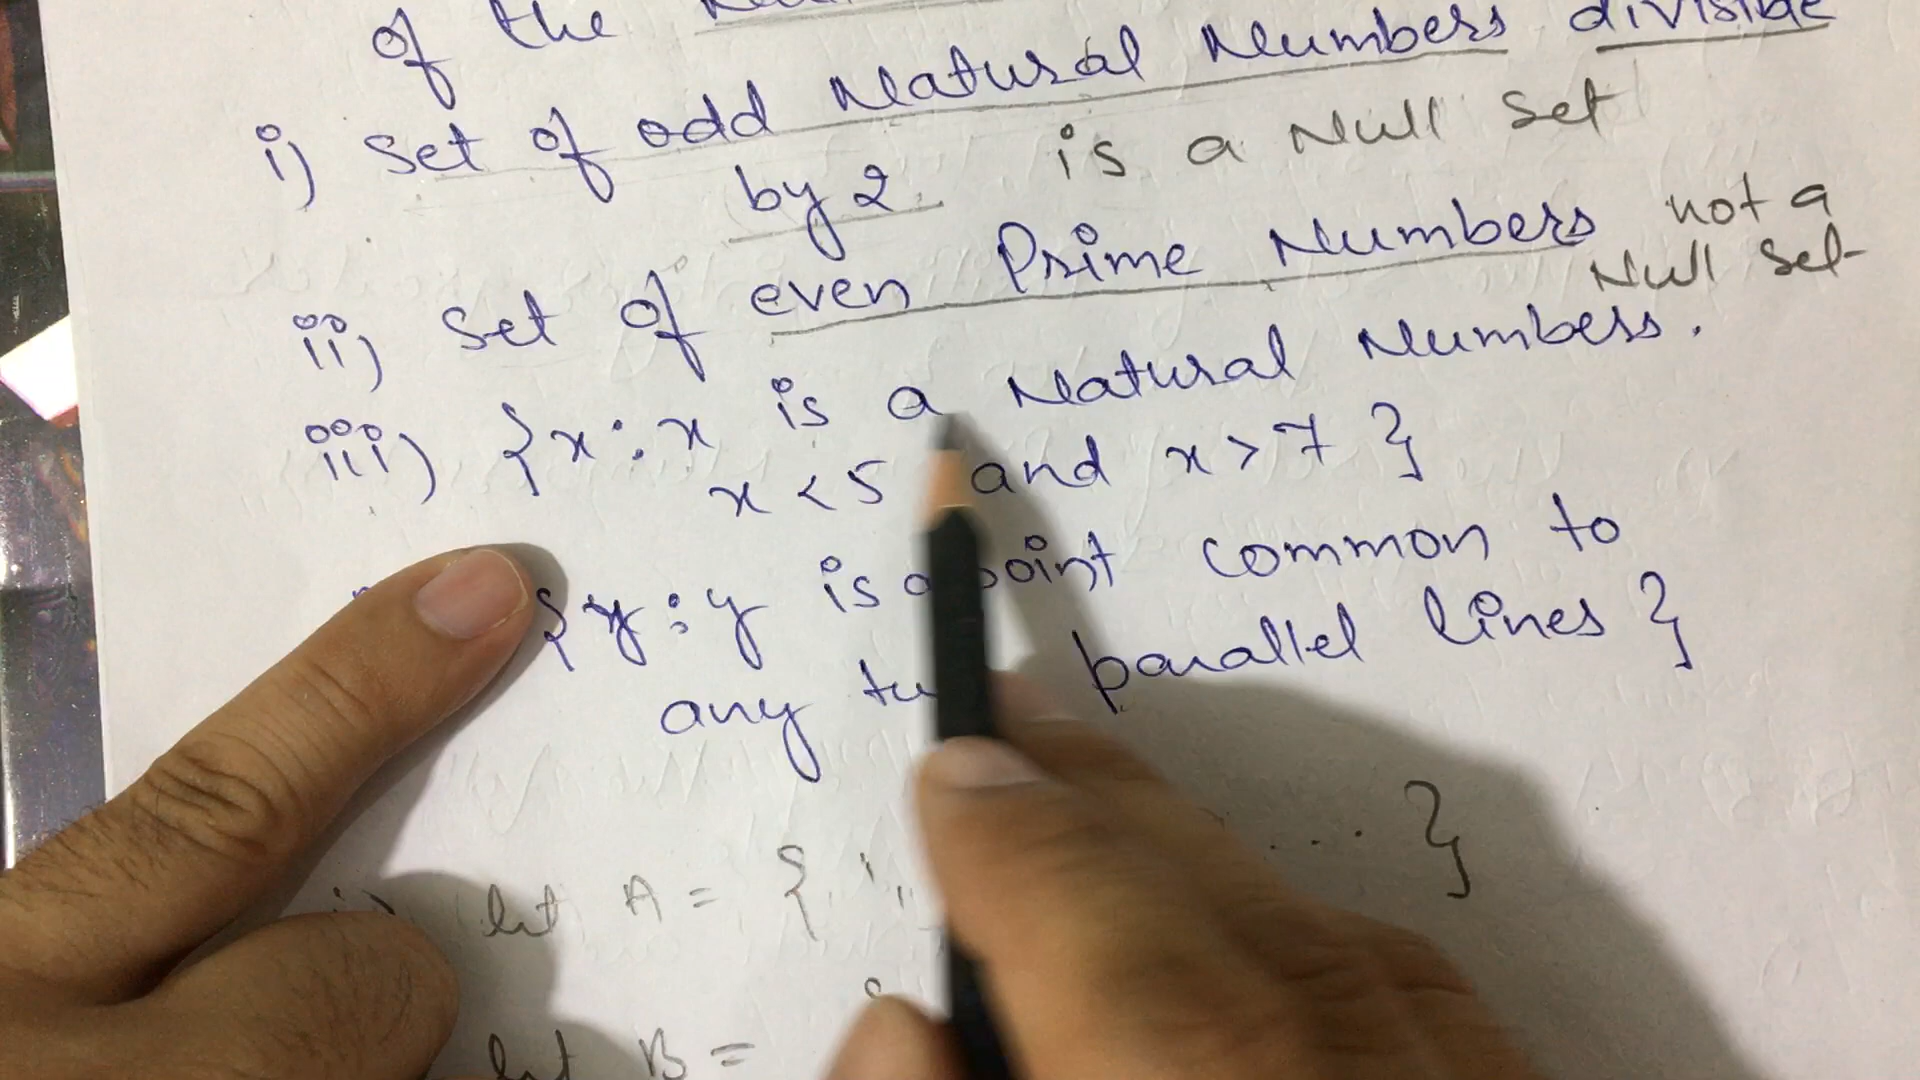 of the
i) Set of odd Natural Numbers divisible
by 2. is a Null Set
ii) Set of even Prime Numbers not a
Null Set
iii) {x : x is a Natural Numbers.
x < 5 and x > 7 }
{y : y is a point common to
any parallel lines }
let A = { .... }
let B =